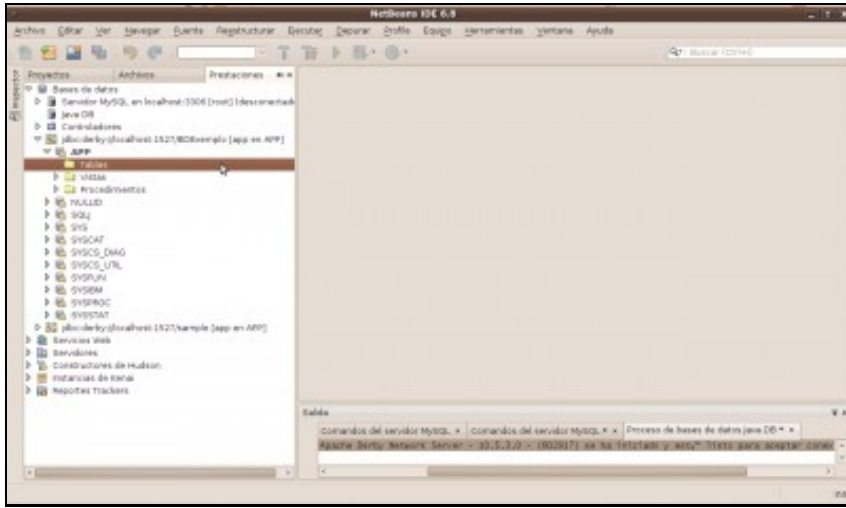 NetBeans IDE 6.8
Archivo Editar Ver Navegar Fuente Reestructurar Ejecutar Depurar Profile Equipo Herramientas Ventana Ayuda
Buscar (Ctrl+I)
Proyectos Archivos Prestaciones
Inspector
Bases de datos
Servidor MySQL, en localhost:3306 [root] (desconectado
Java DB
Controladores
jdbc:derby://localhost:1527/BDExemplo [app en APP]
APP
Tablas
Vistas
Procedimientos
NULLID
SQLJ
SYS
SYSCAT
SYSCS_DIAG
SYSCS_UTIL
SYSFUN
SYSIBM
SYSPROC
SYSSTAT
jdbc:derby://localhost:1527/sample [app en APP]
Servicios Web
Servidores
Constructores de Hudson
Instancias de Kenai
Reportes Trackers
Salida
Comandos del servidor MySQL Comandos del servidor MySQL Proceso de bases de datos Java DB
Apache Derby Network Server - 10.5.3.0 - (802917) se ha iniciado y listo para aceptar conex